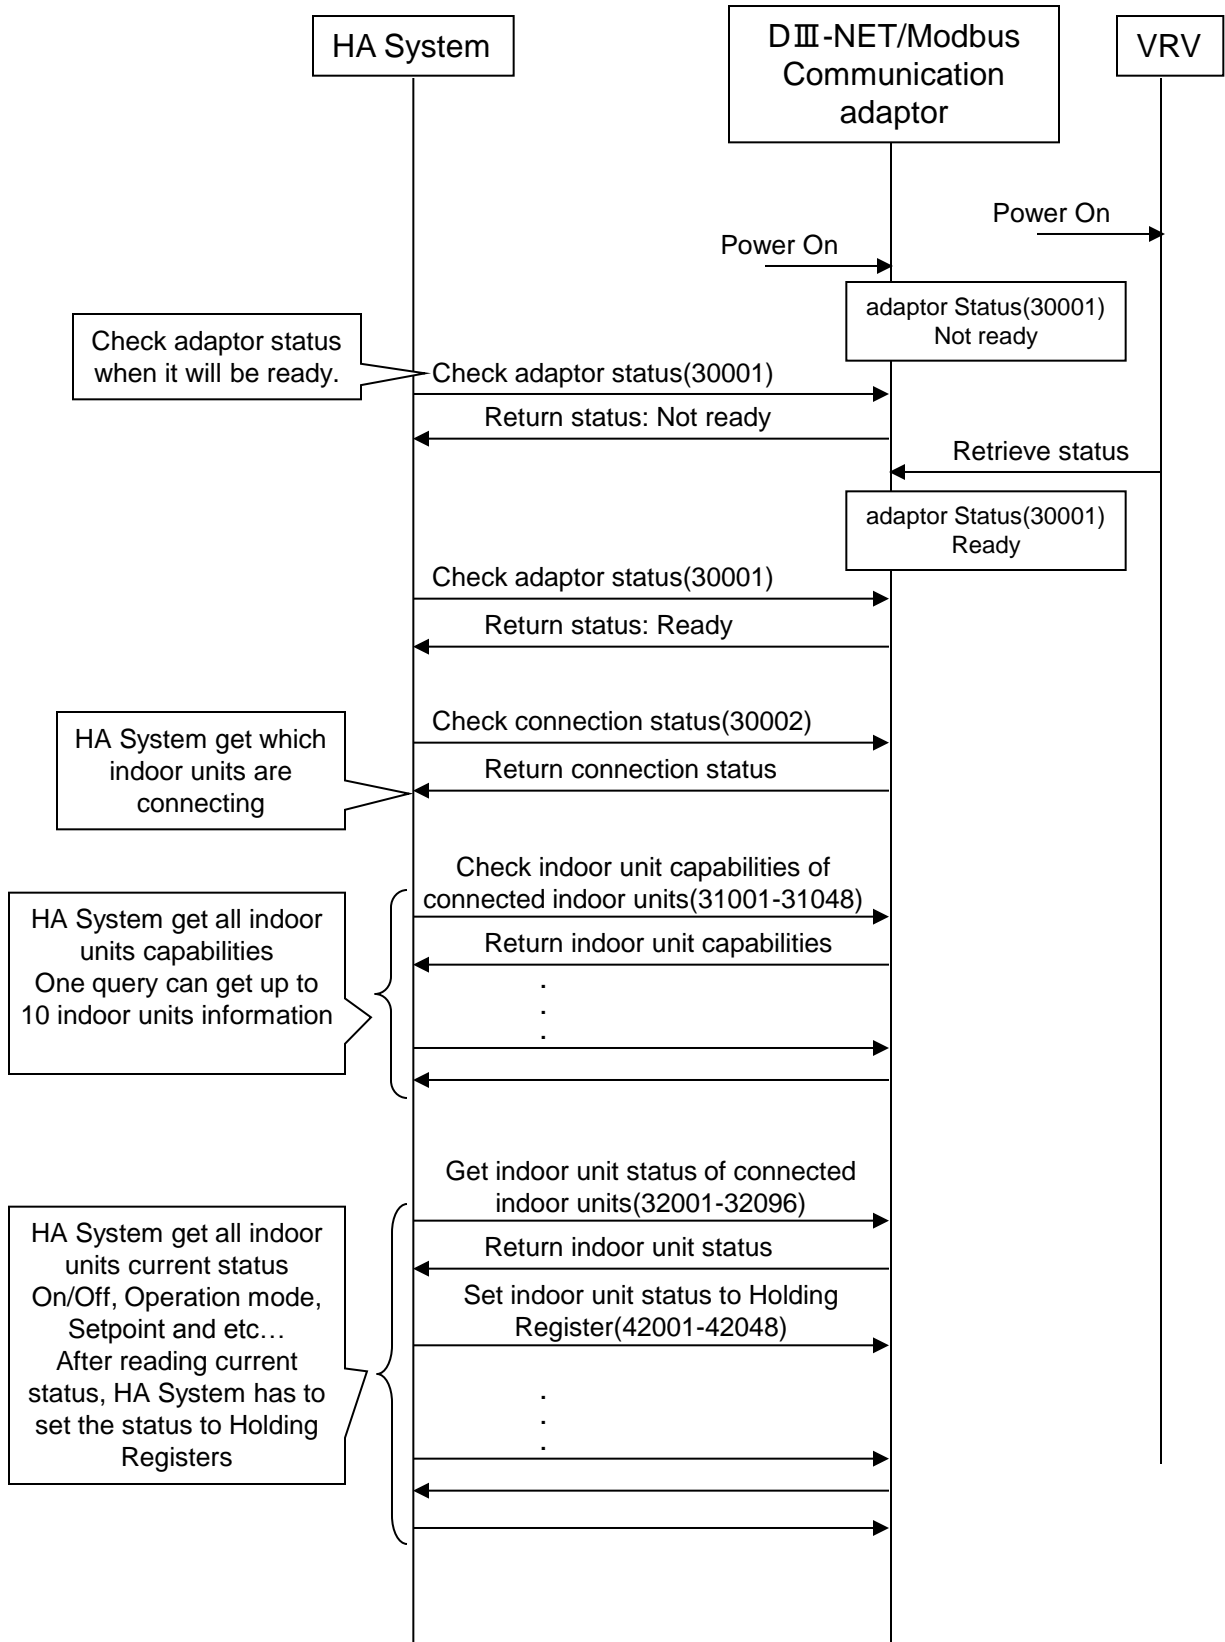 HA System
DⅢ-NET/Modbus
Communication
adaptor
VRV
Power On
Power On
adaptor Status(30001)
Not ready
Check adaptor status
when it will be ready.
Check adaptor status(30001)
Return status: Not ready
Retrieve status
adaptor Status(30001)
Ready
Check adaptor status(30001)
Return status: Ready
HA System get which
indoor units are
connecting
Check connection status(30002)
Return connection status
Check indoor unit capabilities of
connected indoor units(31001-31048)
HA System get all indoor
units capabilities
One query can get up to
10 indoor units information
Return indoor unit capabilities
.
.
.
Get indoor unit status of connected
indoor units(32001-32096)
HA System get all indoor
units current status
On/Off, Operation mode,
Setpoint and etc…
After reading current
status, HA System has to
set the status to Holding
Registers
Return indoor unit status
Set indoor unit status to Holding
Register(42001-42048)
.
.
.